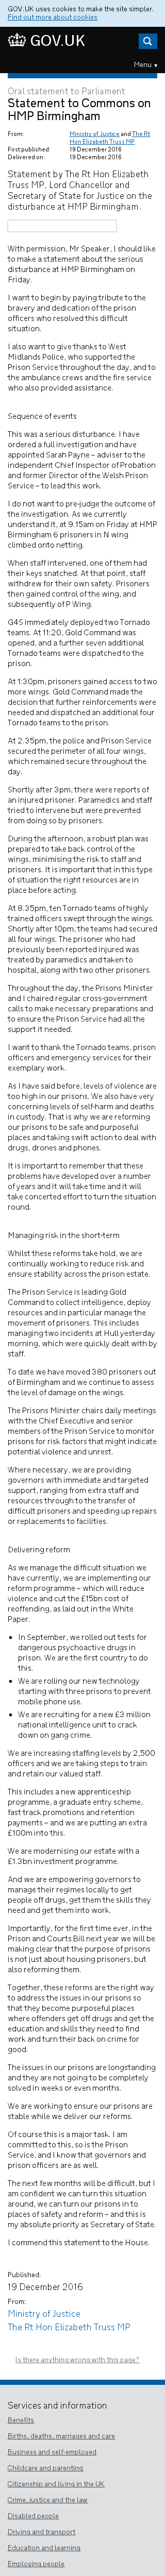 GOV.UK uses cookies to make the site simpler.
Find out more about cookies
GOV.UK
Menu ▾
Oral statement to Parliament
Statement to Commons on
HMP Birmingham
From: Ministry of Justice and The Rt
Hon Elizabeth Truss MP
First published: 19 December 2016
Delivered on: 19 December 2016
Statement by The Rt Hon Elizabeth
Truss MP, Lord Chancellor and
Secretary of State for Justice on the
disturbance at HMP Birmingham.
With permission, Mr Speaker, I should like
to make a statement about the serious
disturbance at HMP Birmingham on
Friday.
I want to begin by paying tribute to the
bravery and dedication of the prison
officers who resolved this difficult
situation.
I also want to give thanks to West
Midlands Police, who supported the
Prison Service throughout the day, and to
the ambulance crews and the fire service
who also provided assistance.
Sequence of events
This was a serious disturbance. I have
ordered a full investigation and have
appointed Sarah Payne – adviser to the
independent Chief Inspector of Probation
and former Director of the Welsh Prison
Service – to lead this work.
I do not want to pre-judge the outcome of
the investigation. As we currently
understand it, at 9.15am on Friday at HMP
Birmingham 6 prisoners in N wing
climbed onto netting.
When staff intervened, one of them had
their keys snatched. At that point, staff
withdrew for their own safety. Prisoners
then gained control of the wing, and
subsequently of P Wing.
G4S immediately deployed two Tornado
teams. At 11:20, Gold Command was
opened, and a further seven additional
Tornado teams were dispatched to the
prison.
At 1:30pm, prisoners gained access to two
more wings. Gold Command made the
decision that further reinforcements were
needed and dispatched an additional four
Tornado teams to the prison.
At 2.35pm, the police and Prison Service
secured the perimeter of all four wings,
which remained secure throughout the
day.
Shortly after 3pm, there were reports of
an injured prisoner. Paramedics and staff
tried to intervene but were prevented
from doing so by prisoners.
During the afternoon, a robust plan was
prepared to take back control of the
wings, minimising the risk to staff and
prisoners. It is important that in this type
of situation the right resources are in
place before acting.
At 8.35pm, ten Tornado teams of highly
trained officers swept through the wings.
Shortly after 10pm, the teams had secured
all four wings. The prisoner who had
been previously reported injured was
treated by paramedics and taken to
hospital, along with two other prisoners.
Throughout the day, the Prisons Minister
and I chaired regular cross-government
calls to make necessary preparations and
to ensure the Prison Service had all the
support it needed.
I want to thank the Tornado teams, prison
officers and emergency services for their
exemplary work.
As I have said before, levels of violence are
too high in our prisons. We also have very
concerning levels of self-harm and deaths
in custody. That is why we are reforming
our prisons to be safe and purposeful
places and taking swift action to deal with
drugs, drones and phones.
It is important to remember that these
problems have developed over a number
of years and it will take time and it will
take concerted effort to turn the situation
round.
Managing risk in the short-term
Whilst these reforms take hold, we are
continually working to reduce risk and
ensure stability across the prison estate.
The Prison Service is leading Gold
Command to collect intelligence, deploy
resources and in particular manage the
movement of prisoners. This includes
managing two incidents at Hull yesterday
morning, which were quickly dealt with by
staff.
To date we have moved 380 prisoners out
of Birmingham and we continue to assess
the level of damage on the wings.
The Prisons Minister chairs daily meetings
with the Chief of Executive and senior
members of the Prison Service to monitor
prisons for risk factors that might indicate
potential violence and unrest.
Where necessary, we are providing
governors with immediate and targeted
support, ranging from extra staff and
resources through to the transfer of
difficult prisoners and speeding up repairs
or replacements to facilities.
Delivering reform
As we manage the difficult situation we
have currently, we are implementing our
reform programme – which will reduce
violence and cut the £15bn cost of
reoffending, as laid out in the White
Paper.
• In September, we rolled out tests for
dangerous psychoactive drugs in
prison. We are the first country to do
this.
• We are rolling our new technology
starting with three prisons to prevent
mobile phone use.
• We are recruiting for a new £3 million
national intelligence unit to crack
down on gang crime.
We are increasing staffing levels by 2,500
officers and we are taking steps to train
and retain our valued staff.
This includes a new apprenticeship
programme, a graduate entry scheme,
fast track promotions and retention
payments – and we are putting an extra
£100m into this.
We are modernising our estate with a
£1.3bn investment programme.
And we are empowering governors to
manage their regimes locally to get
people off drugs, get them the skills they
need and get them into work.
Importantly, for the first time ever, in the
Prison and Courts Bill next year we will be
making clear that the purpose of prisons is
not just about housing prisoners, but
also reforming them.
Together, these reforms are the right way
to address the issues in our prisons so
that they become purposeful places
where offenders get off drugs and get the
education and skills they need to find
work and turn their back on crime for
good.
The issues in our prisons are longstanding
and they are not going to be completely
solved in weeks or even months.
We are working to ensure our prisons are
stable while we deliver our reforms.
Of course this is a major task. I am
committed to this, so is the Prison
Service, and I know that governors and
prison officers are as well.
The next few months will be difficult, but I
am confident we can turn this situation
around, we can turn our prisons in to
places of safety and reform – and this is
my absolute priority as Secretary of State.
I commend this statement to the House.
Published:
19 December 2016
From:
Ministry of Justice
The Rt Hon Elizabeth Truss MP
Is there anything wrong with this page?
Services and information
Benefits
Births, deaths, marriages and care
Business and self-employed
Childcare and parenting
Citizenship and living in the UK
Crime, justice and the law
Disabled people
Driving and transport
Education and learning
Employing people